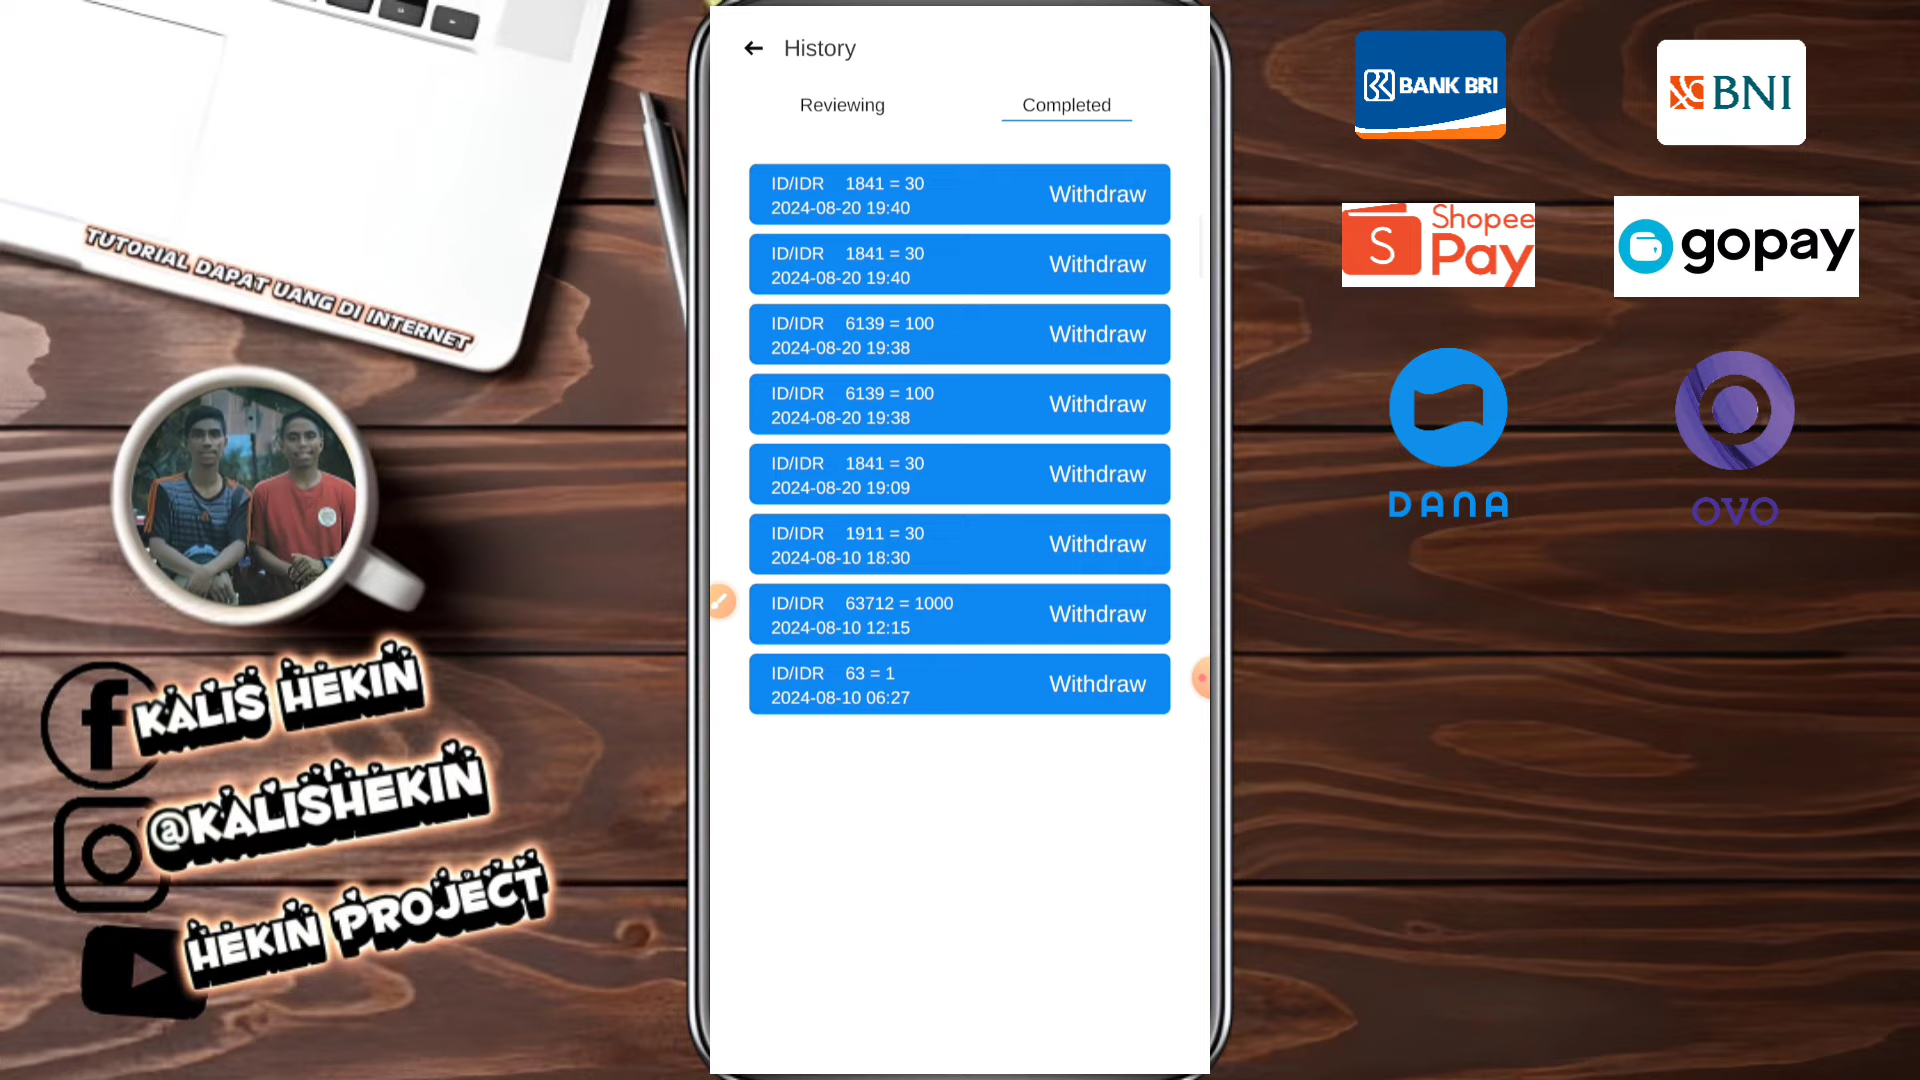 History
Reviewing
Completed
ID/IDR 1841 = 30
2024-08-20 19:40
Withdraw
ID/IDR 1841 = 30
2024-08-20 19:40
Withdraw
ID/IDR 6139 = 100
2024-08-20 19:38
Withdraw
ID/IDR 6139 = 100
2024-08-20 19:38
Withdraw
ID/IDR 1841 = 30
2024-08-20 19:09
Withdraw
ID/IDR 1911 = 30
2024-08-10 18:30
Withdraw
ID/IDR 63712 = 1000
2024-08-10 12:15
Withdraw
ID/IDR 63 = 1
2024-08-10 06:27
Withdraw
TUTORIAL DAPAT UANG DI INTERNET
f KALIS HEKIN
@KALISHEKIN
HEKIN PROJECT
BANK BRI
BNI
S Shopee
Pay
gopay
DANA
OVO